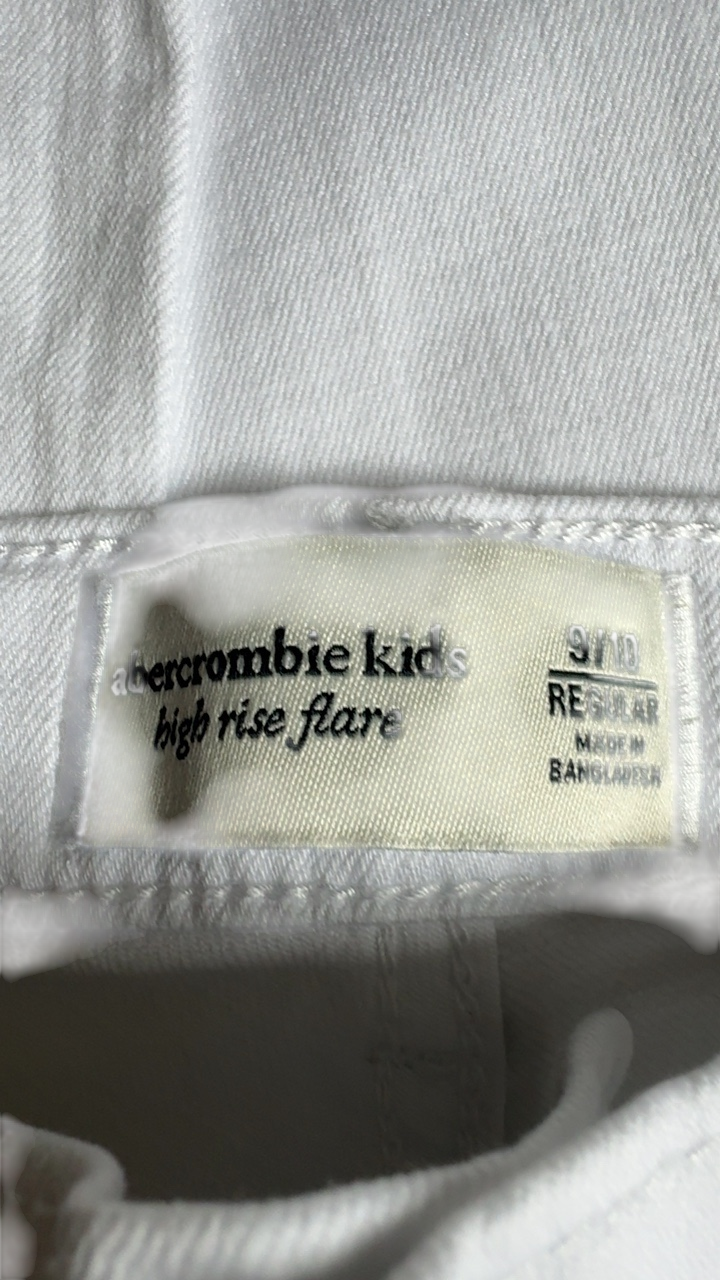 abercrombie kids
high rise flare
9/10
REGULAR
MADE IN
BANGLADESH